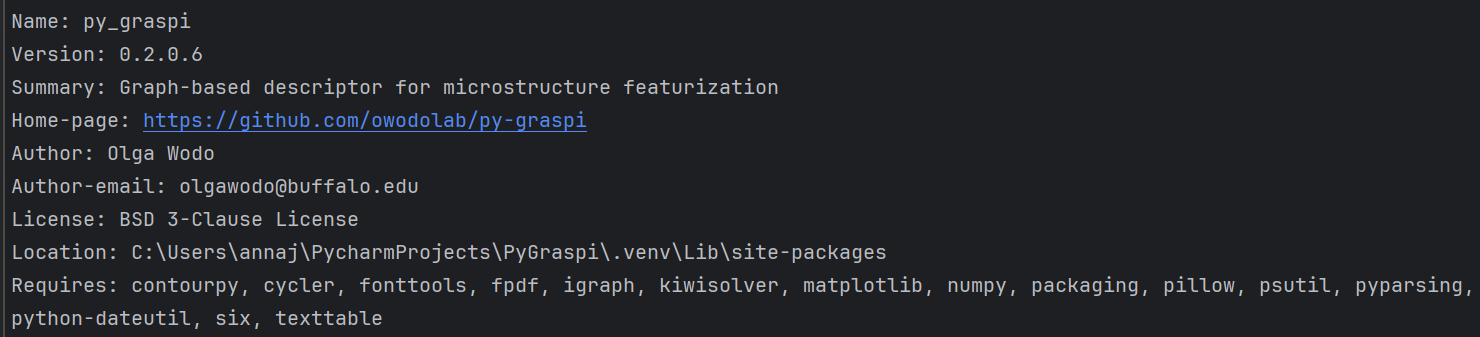 Name: py_graspi
Version: 0.2.0.6
Summary: Graph-based descriptor for microstructure featurization
Home-page: https://github.com/owodolab/py-graspi
Author: Olga Wodo
Author-email: olgawodo@buffalo.edu
License: BSD 3-Clause License
Location: C:\Users\annaj\PycharmProjects\PyGraspi\.venv\Lib\site-packages
Requires: contourpy, cycler, fonttools, fpdf, igraph, kiwisolver, matplotlib, numpy, packaging, pillow, psutil, pyparsing,
python-dateutil, six, texttable